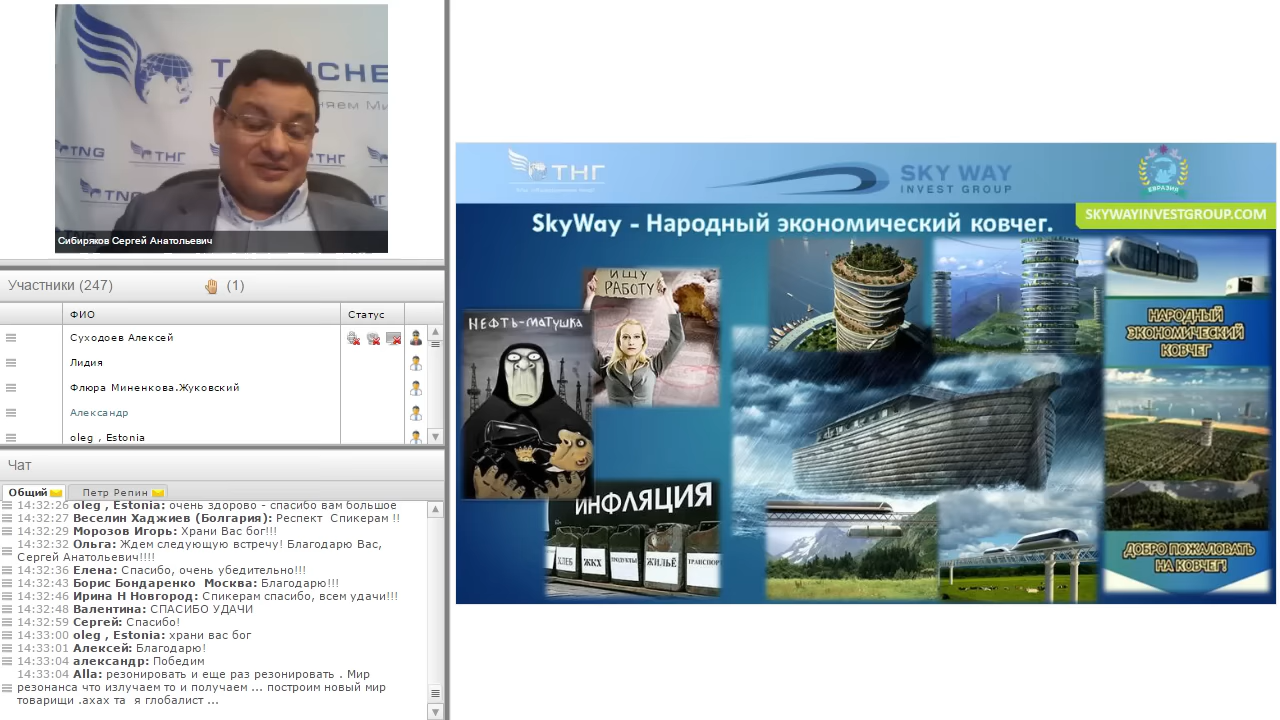 Сибиряков Сергей Анатольевич
Участники (247)
(1)
ФИО
Статус
Суходоев Алексей
Лидия
Флюра Миненкова.Жуковский
Александр
oleg , Estonia
Чат
Общий
Петр Репин
14:32:26 oleg , Estonia: очень здорово - спасибо вам большое
14:32:27 Веселин Хаджиев (Болгария): Респект Спикерам !!
14:32:29 Морозов Игорь: Храни Вас бог!!!
14:32:32 Ольга: Ждем следующую встречу! Благодарю Вас,
Сергей Анатольевич!!!!
14:32:36 Елена: Спасибо, очень убедительно!!!
14:32:43 Борис Бондаренко Москва: Благодарю!!!
14:32:46 Ирина Н Новгород: Спикерам спасибо, всем удачи!!!
14:32:48 Валентина: СПАСИБО УДАЧИ
14:32:59 Сергей: Спасибо!
14:33:00 oleg , Estonia: храни вас бог
14:33:01 Алексей: Благодарю!
14:33:04 александр: Победим
14:33:04 Alla: резонировать и еще раз резонировать . Мир
резонанса что излучаем то и получаем ... построим новый мир
товарищи .ахах та я глобалист ...
TNG
ТНГ
ТНГ
SKY WAY
INVEST GROUP
ЕВРАЗИЯ
SKYWAYINVESTGROUP.COM
SkyWay - Народный экономический ковчег.
ИЩУ
РАБОТУ
НЕФТЬ-МАТУШКА
ИНФЛЯЦИЯ
ХЛЕБ
ЖКХ
ПРОДУКТЫ
ЖИЛЬЁ
ТРАНСПОРТ
НАРОДНЫЙ
ЭКОНОМИЧЕСКИЙ
КОВЧЕГ
ДОБРО ПОЖАЛОВАТЬ
НА КОВЧЕГ!